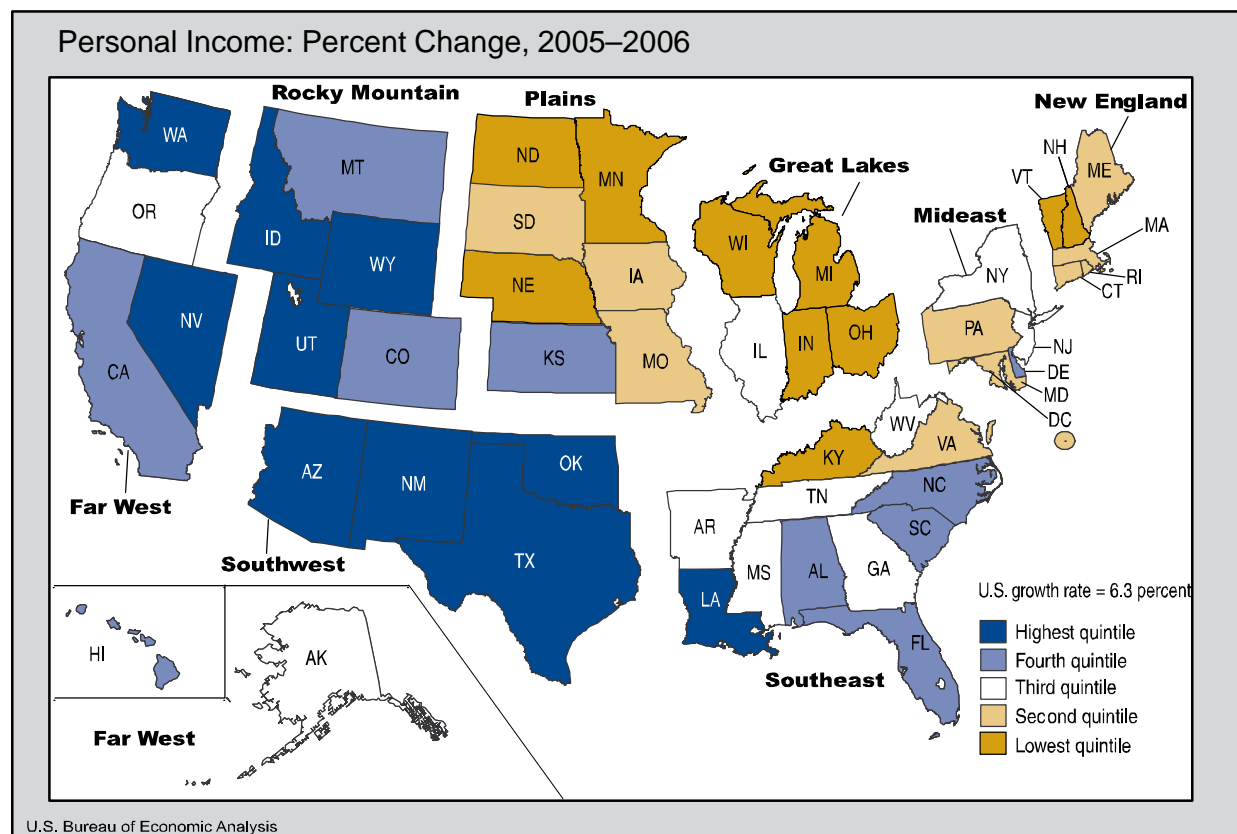 Personal Income: Percent Change, 2005–2006
Rocky Mountain
Plains
New England
Great Lakes
Mideast
WA
MT
ND
MN
NH
ME
VT
OR
ID
SD
WI
MA
WY
MI
NY
RI
IA
CT
NE
NV
PA
UT
CO
KS
MO
IL
IN
OH
NJ
CA
DE
MD
DC
WV
VA
KY
AZ
NM
OK
NC
TN
Far West
AR
SC
Southwest
TX
MS
AL
GA
LA
U.S. growth rate = 6.3 percent
Highest quintile
FL
HI
AK
Fourth quintile
Southeast
Third quintile
Second quintile
Far West
Lowest quintile
U.S. Bureau of Economic Analysis